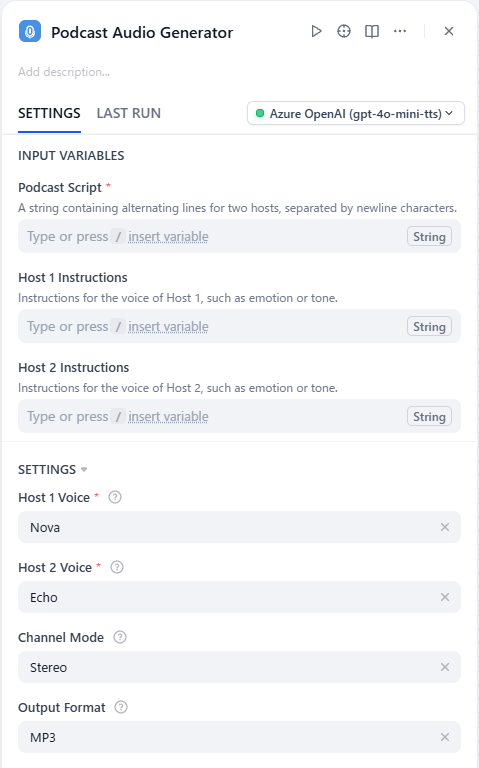 Podcast Audio Generator
Add description...
SETTINGS LAST RUN Azure OpenAI (gpt-4o-mini-tts)
INPUT VARIABLES
Podcast Script *
A string containing alternating lines for two hosts, separated by newline characters.
Type or press / insert variable String
Host 1 Instructions
Instructions for the voice of Host 1, such as emotion or tone.
Type or press / insert variable String
Host 2 Instructions
Instructions for the voice of Host 2, such as emotion or tone.
Type or press / insert variable String
SETTINGS
Host 1 Voice * ?
Nova
Host 2 Voice * ?
Echo
Channel Mode ?
Stereo
Output Format ?
MP3